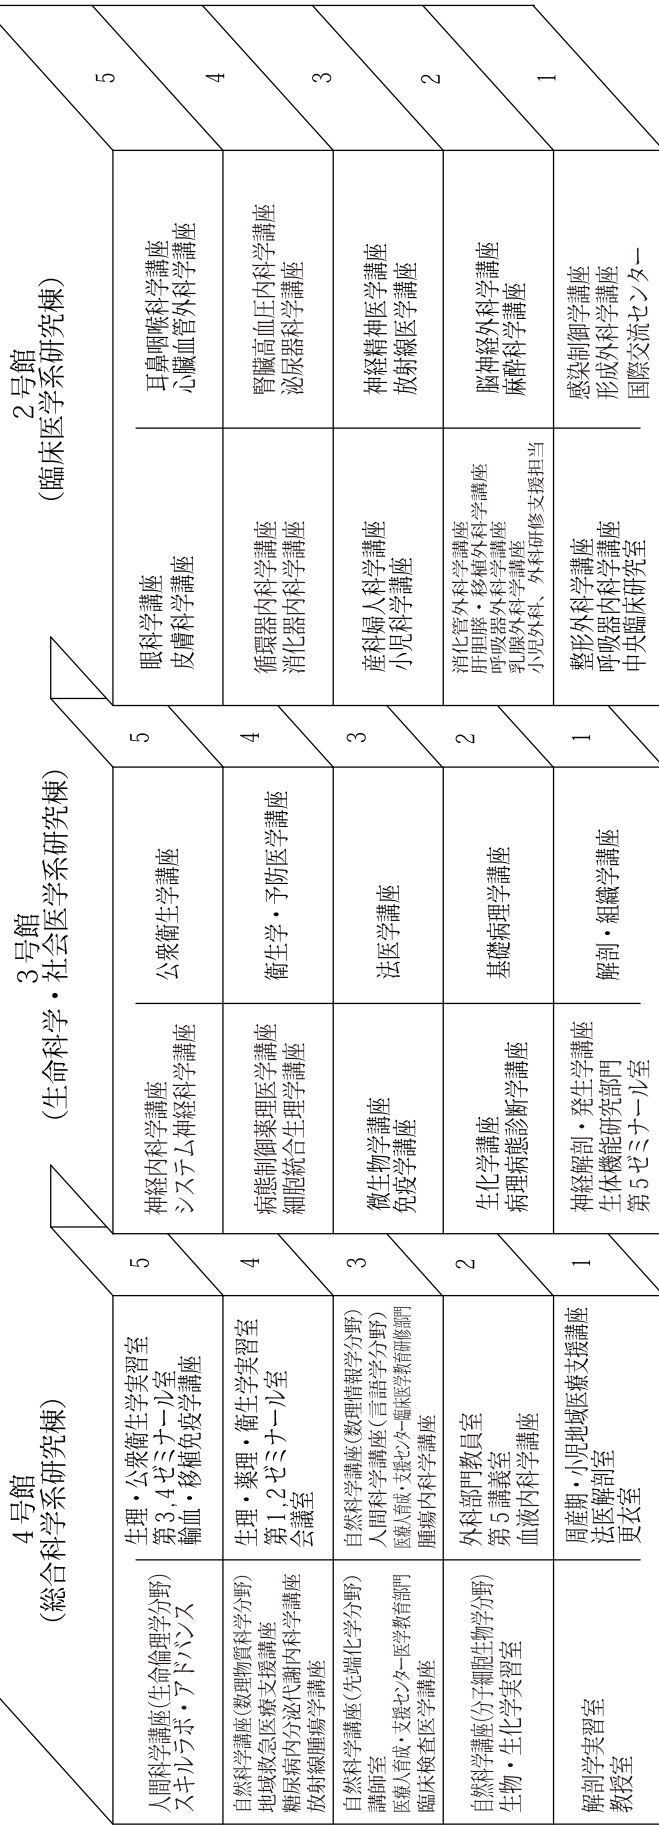 4号館
(総合科学系研究棟)
人間科学講座(生命倫理学分野)
スキルラボ・アドバンス
生理・公衆衛生学実習室
第3,4ゼミナール室
輸血・移植免疫学講座
5
自然科学講座(数理物質科学分野)
地域救急医療支援講座
糖尿病内分泌代謝内科学講座
放射線腫瘍学講座
生理・薬理・衛生学実習室
第1,2ゼミナール室
会議室
4
自然科学講座(先端化学分野)
講師室
医療人育成・支援センター医学教育部門
臨床検査医学講座
自然科学講座(数理情報学分野)
人間科学講座(言語学分野)
医療人育成・支援センター臨床医学教育研修部門
腫瘍内科学講座
3
自然科学講座(分子細胞生物学分野)
生物・生化学実習室
外科部門教員室
第5講義室
血液内科学講座
2
解剖学実習室
教授室
周産期・小児地域医療支援講座
法医解剖室
更衣室
1
3号館
(生命科学・社会医学系研究棟)
神経内科学講座
システム神経科学講座
公衆衛生学講座
5
病態制御薬理医学講座
細胞統合生理学講座
衛生学・予防医学講座
4
微生物学講座
免疫学講座
法医学講座
3
生化学講座
病理病態診断学講座
基礎病理学講座
2
神経解剖・発生学講座
生体機能研究部門
第5ゼミナール室
解剖・組織学講座
1
2号館
(臨床医学系研究棟)
眼科学講座
皮膚科学講座
耳鼻咽喉科学講座
心臓血管外科学講座
5
循環器内科学講座
消化器内科学講座
腎臓高血圧内科学講座
泌尿器科学講座
4
産科婦人科学講座
小児科学講座
神経精神医学講座
放射線医学講座
3
消化管外科学講座
肝胆膵・移植外科学講座
呼吸器外科学講座
乳腺外科学講座
小児外科、外科研修支援担当
脳神経外科学講座
麻酔科学講座
2
整形外科学講座
呼吸器内科学講座
中央臨床研究室
感染制御学講座
形成外科学講座
国際交流センター
1